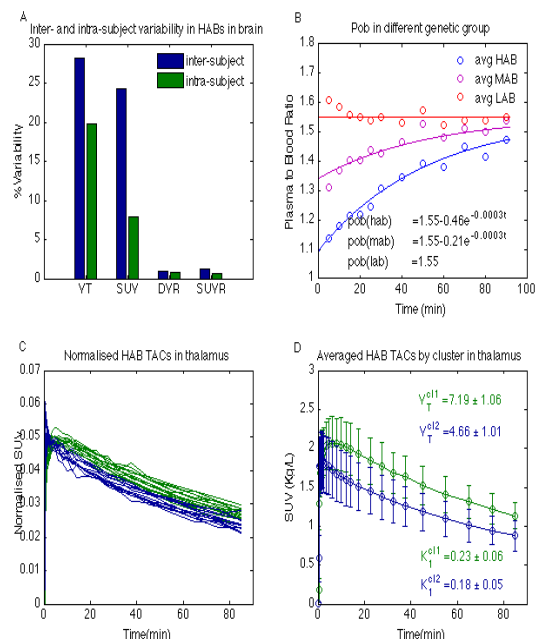 A
Inter- and intra-subject variability in HABs in brain
30
25
20
15
10
5
0
% Variability
inter-subject
intra-subject
VT SUV DVR SUVR
B
Pob in different genetic group
1.8
1.7
1.6
1.5
1.4
1.3
1.2
1.1
1
Plasma to Blood Ratio
avg HAB
avg MAB
avg LAB
pob(hab) =1.55-0.46e^-0.0003t
pob(mab) =1.55-0.21e^-0.0003t
pob(lab) =1.55
0 20 40 60 80 100
Time (min)
C
Normalised HAB TACs in thalamus
0.07
0.06
0.05
0.04
0.03
0.02
0.01
0
Normalised SUV
0 20 40 60 80
Time(min)
D
Averaged HAB TACs by cluster in thalamus
3
2.5
2
1.5
1
0.5
0
SUV (Kq/L)
V_T^cl1 =7.19 ± 1.06
V_T^cl2 =4.66 ± 1.01
K_1^cl1 =0.23 ± 0.06
K_1^cl2 =0.18 ± 0.05
0 20 40 60 80
Time(min)